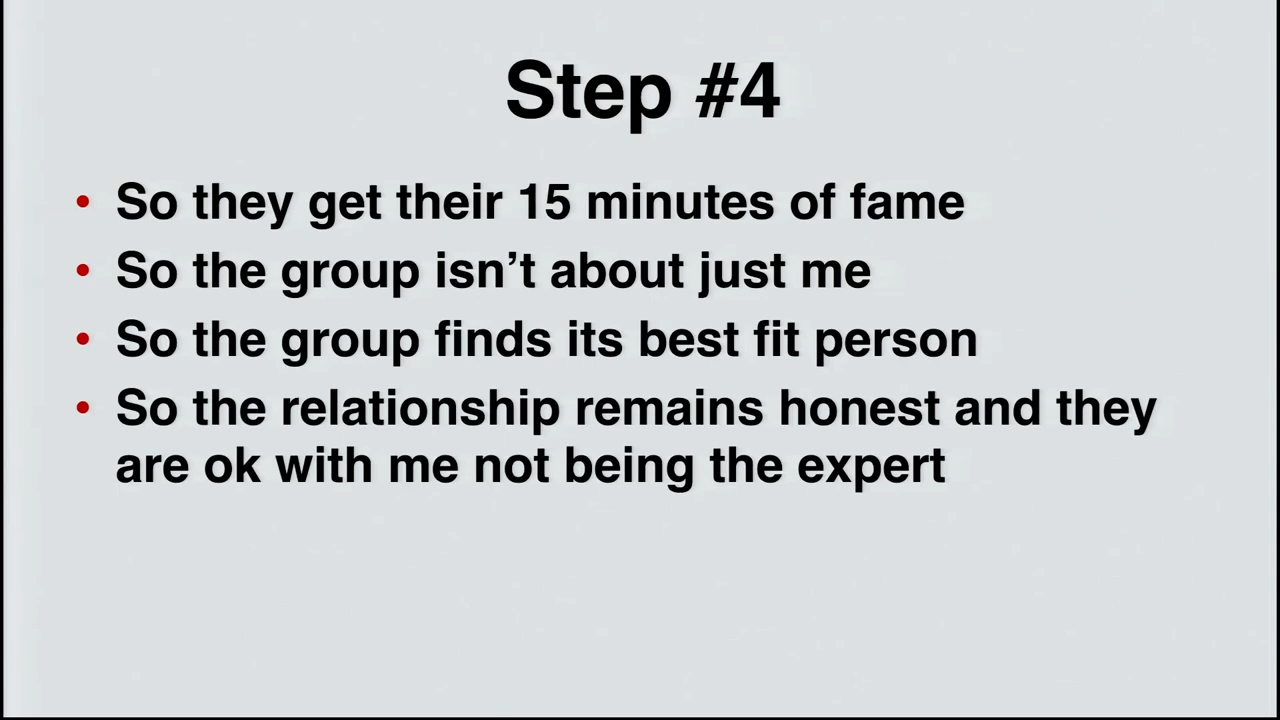 Step #4
• So they get their 15 minutes of fame
• So the group isn’t about just me
• So the group finds its best fit person
• So the relationship remains honest and they
are ok with me not being the expert